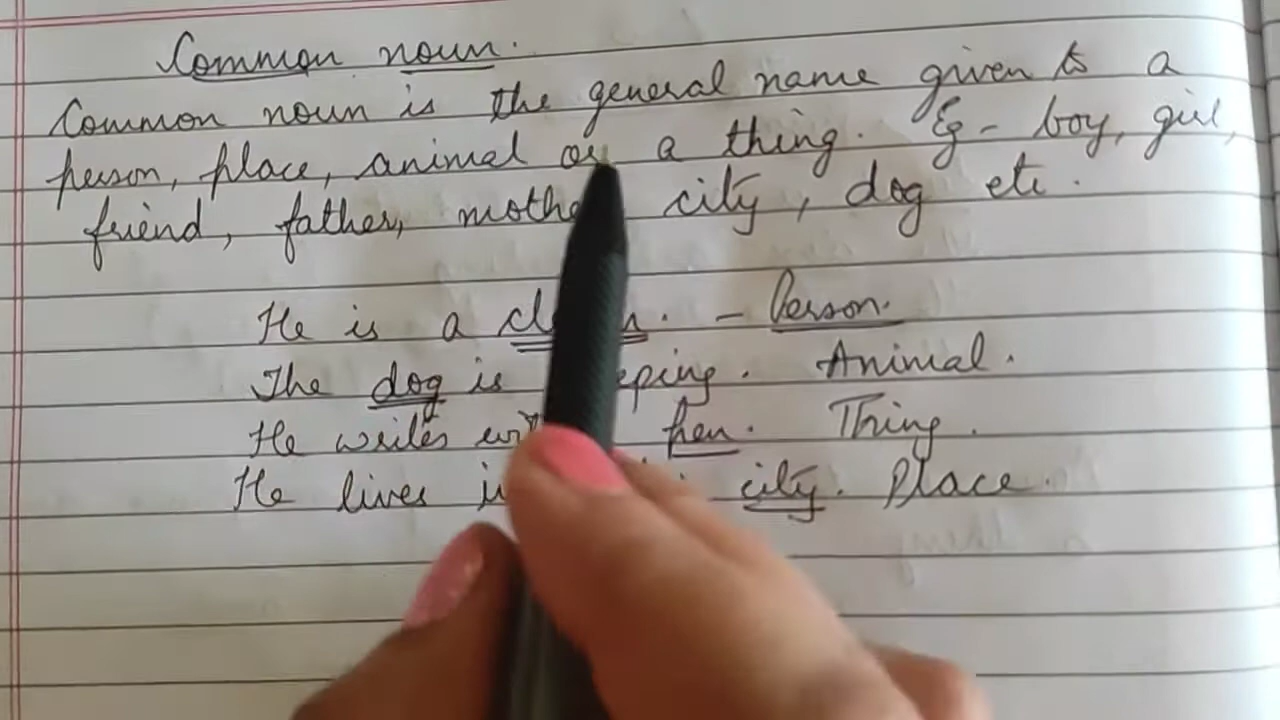 Common noun.
Common noun is the general name given to a
person, place, animal or a thing. Eg - boy, girl,
friend, father, city, dog etc.
He is a - Person.
The dog is Animal.
He writes pen. Thing.
He lives city. Place.